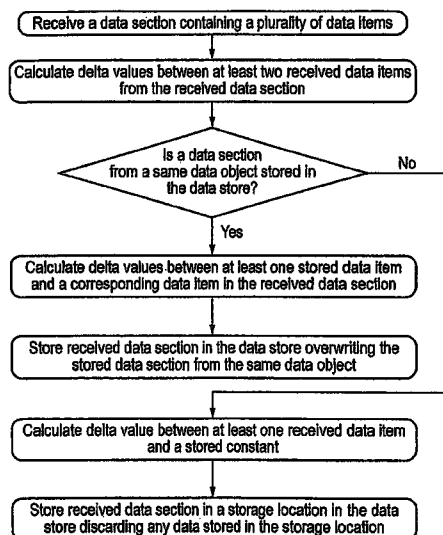 Receive a data section containing a plurality of data items
Calculate delta values between at least two received data items
from the received data section
Is a data section
from a same data object stored in
the data store?
No
Yes
Calculate delta values between at least one stored data item
and a corresponding data item in the received data section
Store received data section in the data store overwriting the
stored data section from the same data object
Calculate delta value between at least one received data item
and a stored constant
Store received data section in a storage location in the data
store discarding any data stored in the storage location